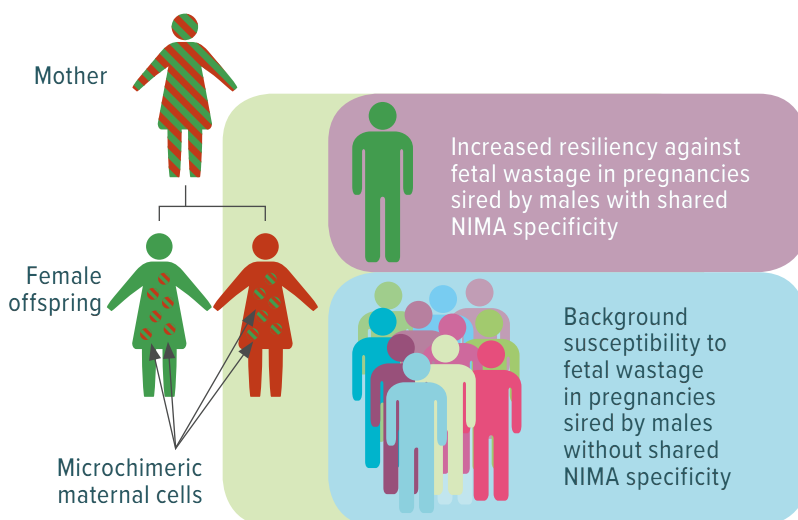 Mother
Increased resiliency against
fetal wastage in pregnancies
sired by males with shared
NIMA specificity
Female
offspring
Background
susceptibility to
fetal wastage
in pregnancies
sired by males
without shared
NIMA specificity
Microchimeric
maternal cells